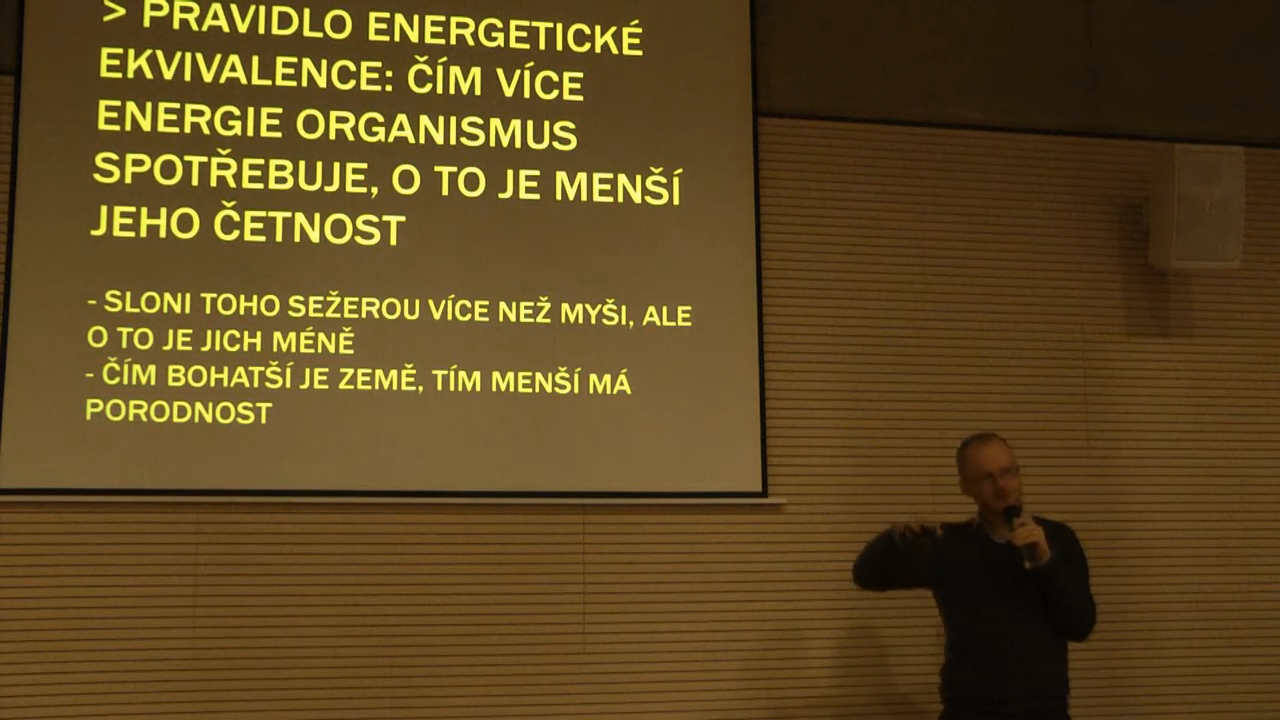 > PRAVIDLO ENERGETICKÉ
EKVIVALENCE: ČÍM VÍCE
ENERGIE ORGANISMUS
SPOTŘEBUJE, O TO JE MENŠÍ
JEHO ČETNOST
- SLONI TOHO SEŽEROU VÍCE NEŽ MYŠI, ALE
O TO JE JICH MÉNĚ
- ČÍM BOHATŠÍ JE ZEMĚ, TÍM MENŠÍ MÁ
PORODNOST